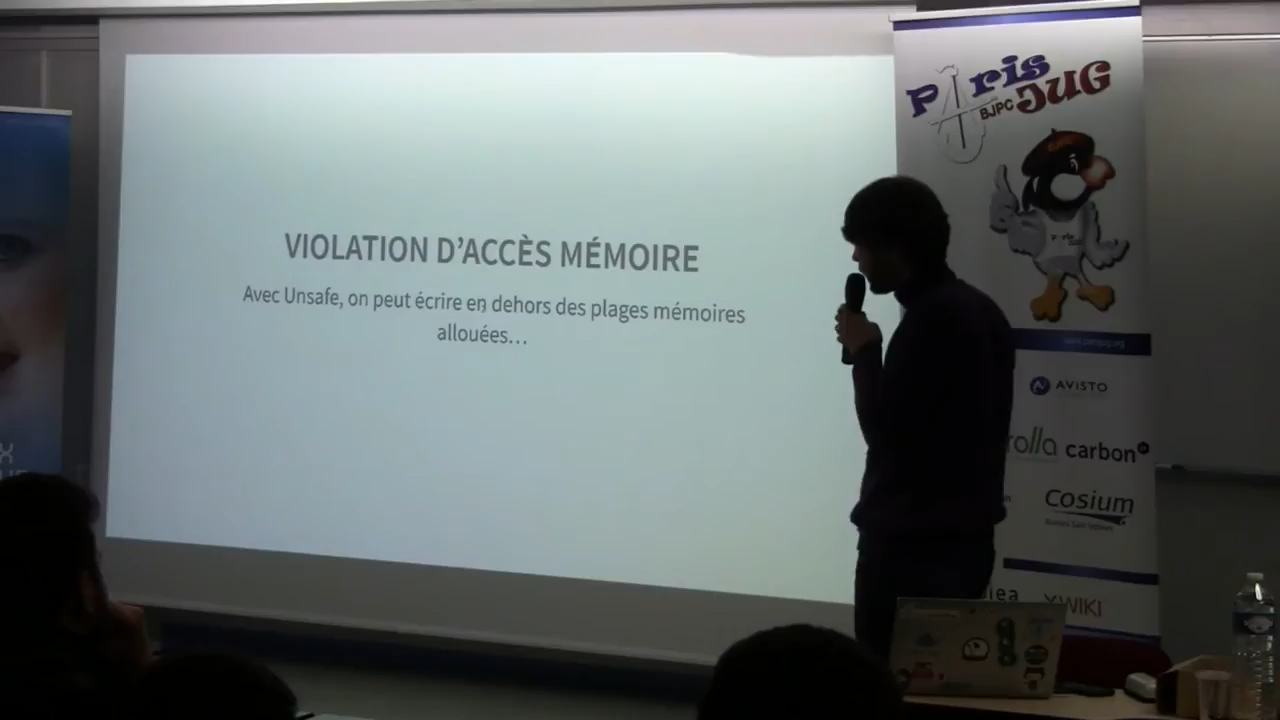 VIOLATION D'ACCÈS MÉMOIRE
Avec Unsafe, on peut écrire en dehors des plages mémoires
allouées…
Paris
BJPC JUG
AVISTO
rolla carbon
Cosium
XWIKI